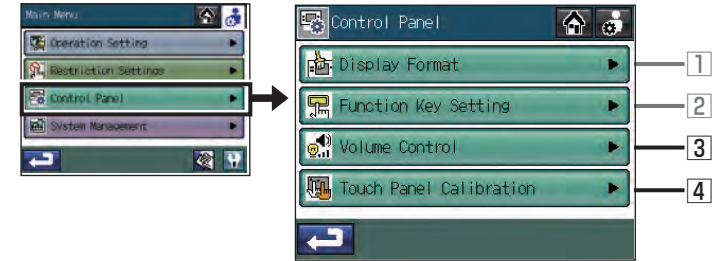 Main Menu
Operation Setting
Restriction Settings
Control Panel
System Management
Control Panel
Display Format
1
Function Key Setting
2
Volume Control
3
Touch Panel Calibration
4